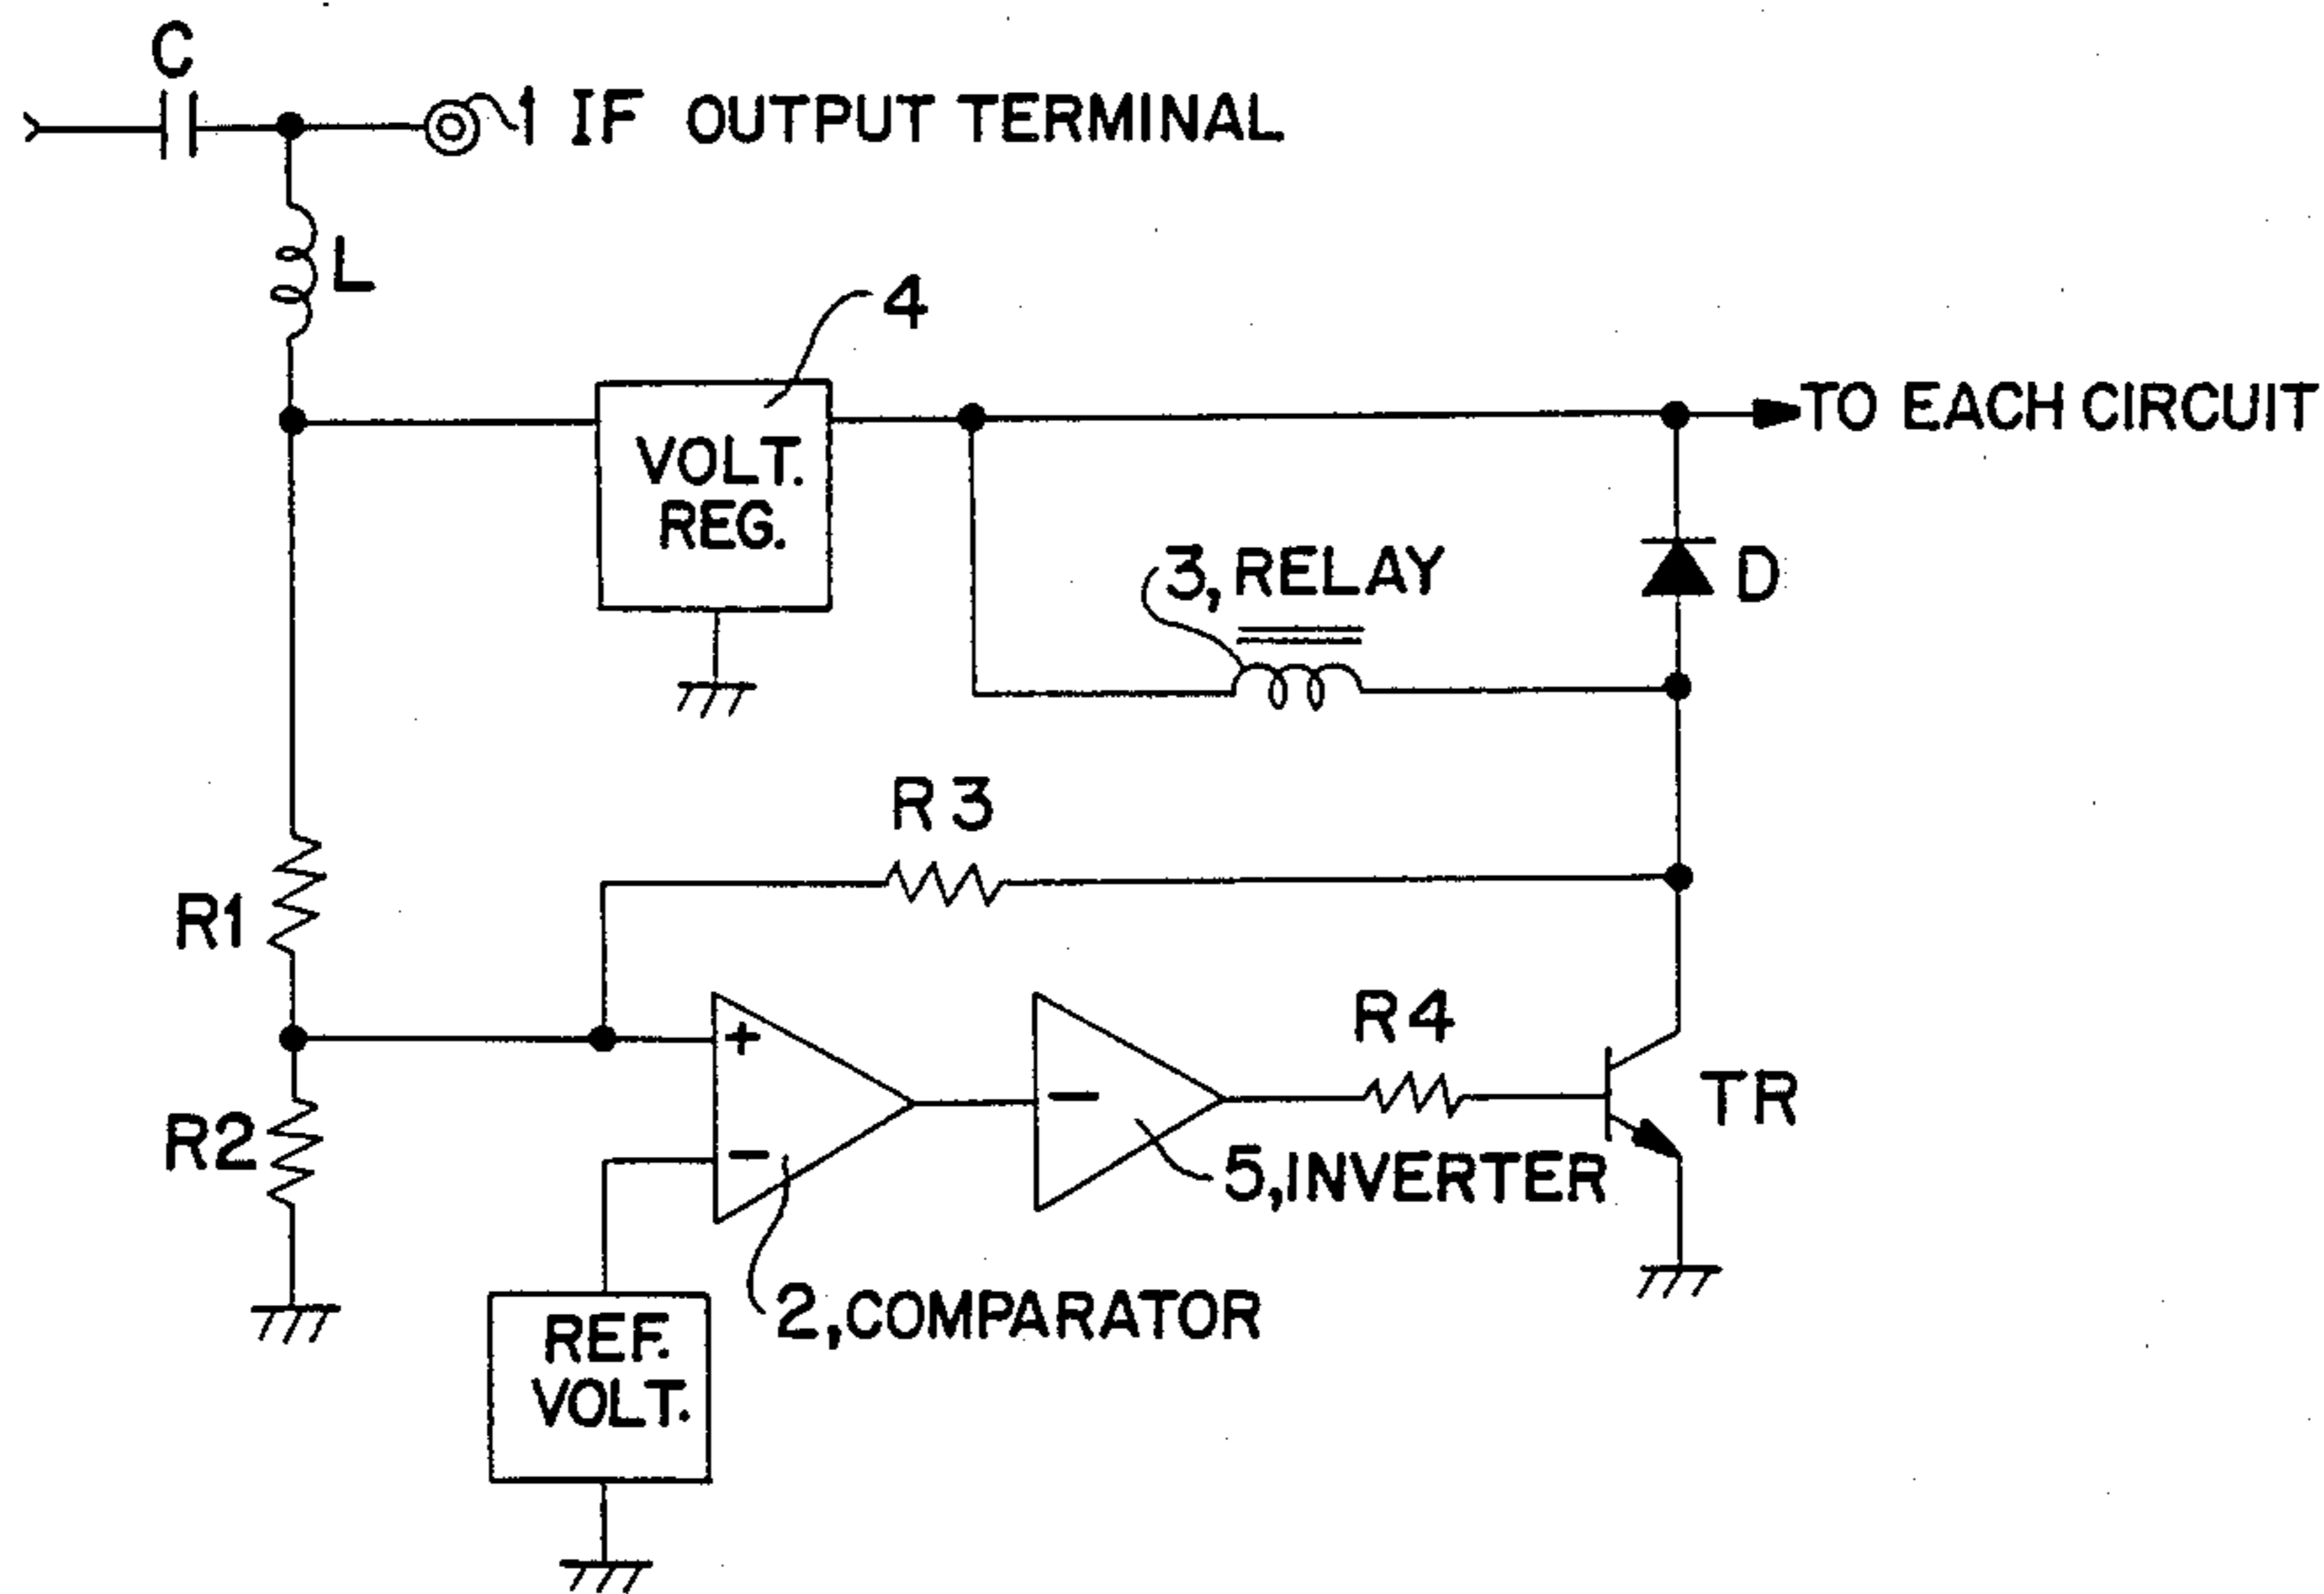 C
1 IF OUTPUT TERMINAL
L
4
VOLT.
REG.
TO EACH CIRCUIT
3, RELAY
D
R3
R1
+
R4
-
TR
R2
-
5, INVERTER
2, COMPARATOR
REF.
VOLT.